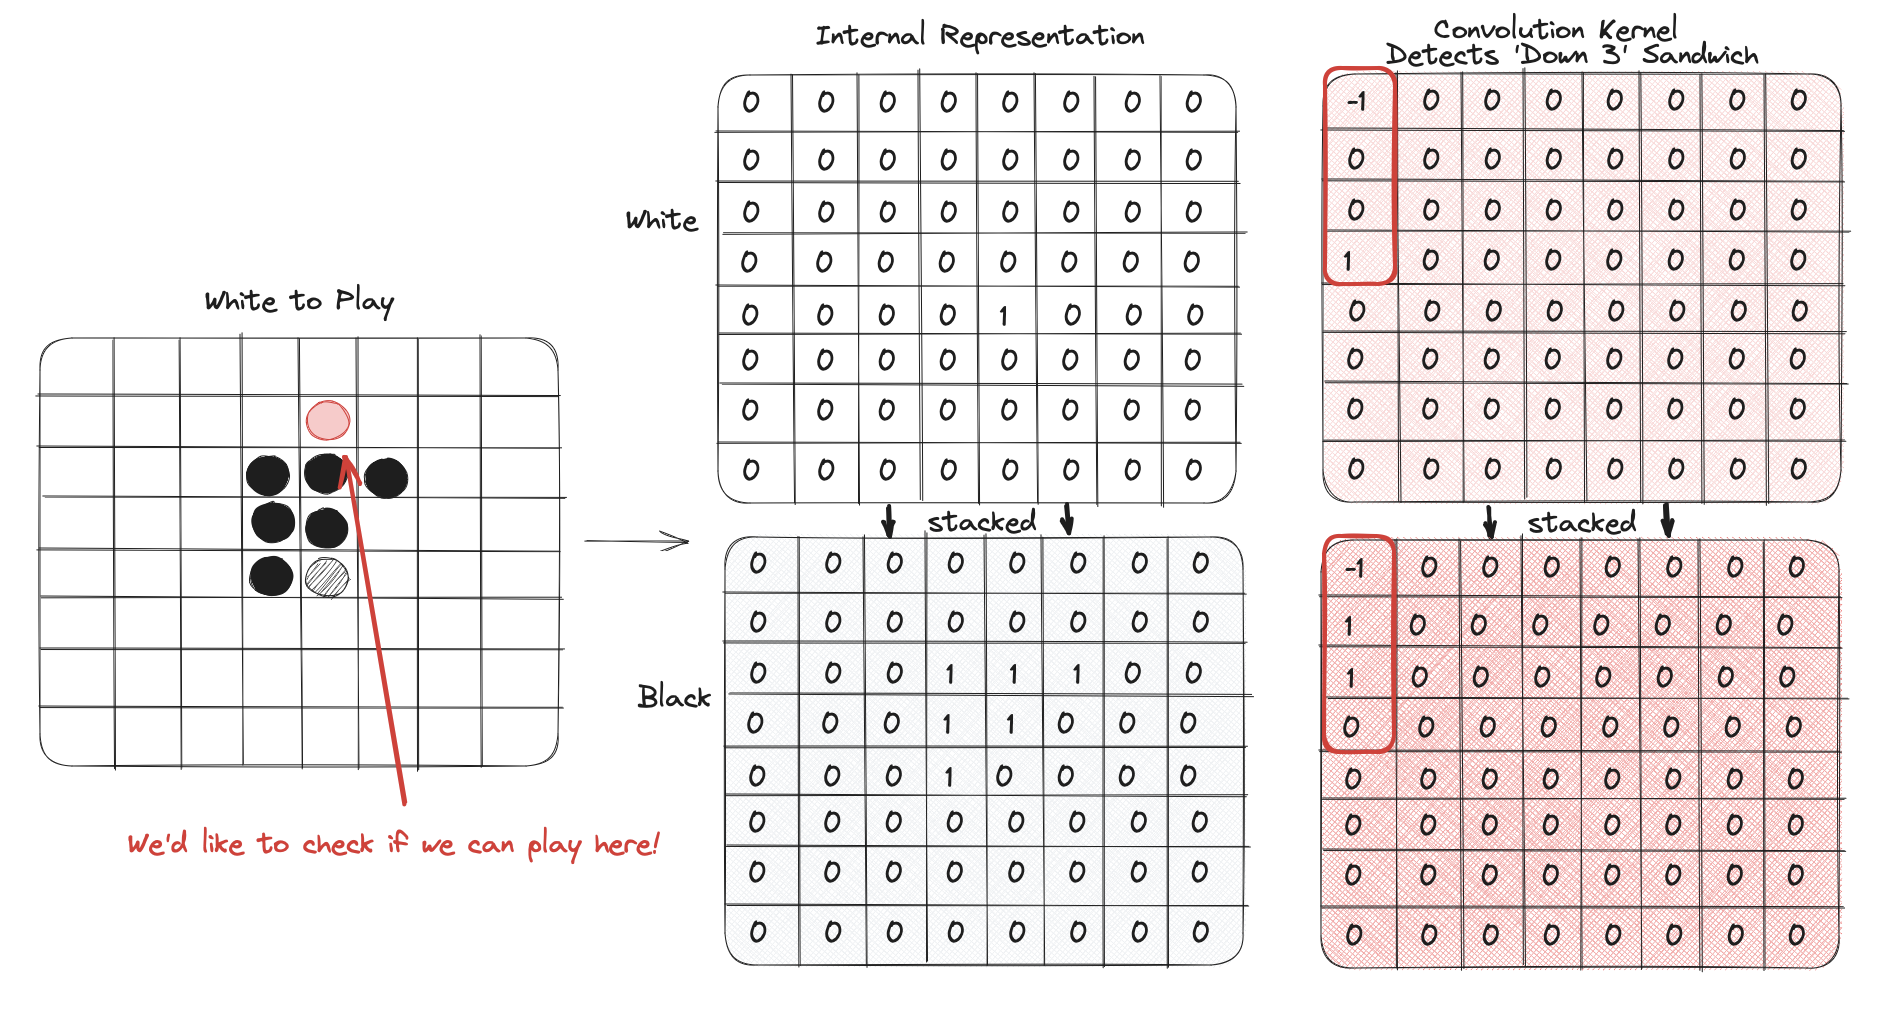 Internal Representation
Convolution Kernel
Detects 'Down 3' Sandwich
White to Play
White
0 0 0 0 0 0 0 0
0 0 0 0 0 0 0 0
0 0 0 0 0 0 0 0
0 0 0 0 0 0 0 0
0 0 0 0 1 0 0 0
0 0 0 0 0 0 0 0
0 0 0 0 0 0 0 0
0 0 0 0 0 0 0 0
-1 0 0 0 0 0 0 0
0 0 0 0 0 0 0 0
0 0 0 0 0 0 0 0
1 0 0 0 0 0 0 0
0 0 0 0 0 0 0 0
0 0 0 0 0 0 0 0
0 0 0 0 0 0 0 0
0 0 0 0 0 0 0 0
stacked
stacked
Black
0 0 0 0 0 0 0 0
0 0 0 0 0 0 0 0
0 0 0 1 1 1 0 0
0 0 0 1 1 0 0 0
0 0 0 1 0 0 0 0
0 0 0 0 0 0 0 0
0 0 0 0 0 0 0 0
0 0 0 0 0 0 0 0
-1 0 0 0 0 0 0 0
1 0 0 0 0 0 0 0
1 0 0 0 0 0 0 0
0 0 0 0 0 0 0 0
0 0 0 0 0 0 0 0
0 0 0 0 0 0 0 0
0 0 0 0 0 0 0 0
0 0 0 0 0 0 0 0
We'd like to check if we can play here!